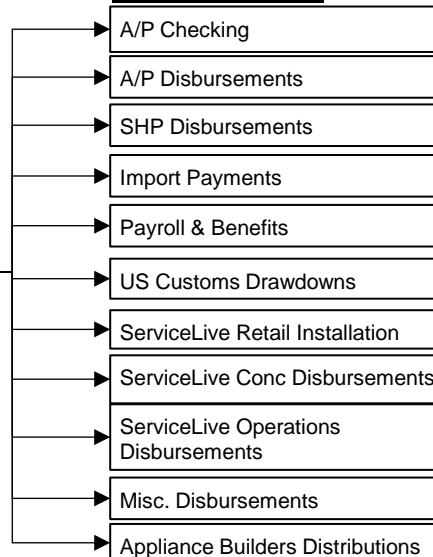 A/P Checking
A/P Disbursements
SHP Disbursements
Import Payments
Payroll & Benefits
US Customs Drawdowns
ServiceLive Retail Installation
ServiceLive Conc Disbursements
ServiceLive Operations
Disbursements
Misc. Disbursements
Appliance Builders Distributions